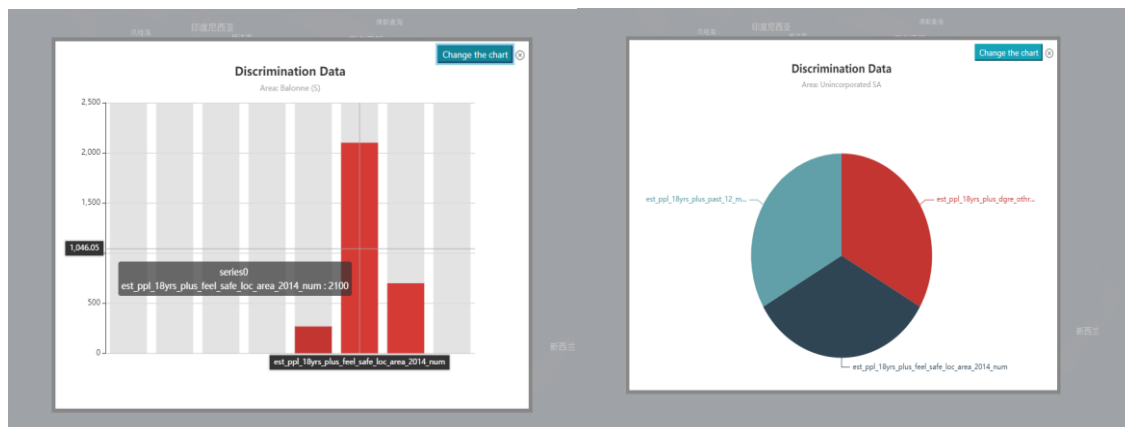 印度尼西亚
Change the chart
Discrimination Data
Area: Balonne (S)
2,500
2,000
1,500
1,046.05
series0
est_ppl_18yrs_plus_feel_safe_loc_area_2014_num : 2100
500
0
est_ppl_18yrs_plus_feel_safe_loc_area_2014_num
新西兰
印度尼西亚
Change the chart
Discrimination Data
Area: Unincorporated SA
est_ppl_18yrs_plus_past_12_m...
est_ppl_18yrs_plus_dgre_othr...
est_ppl_18yrs_plus_feel_safe_loc_area_2014_num
新西兰